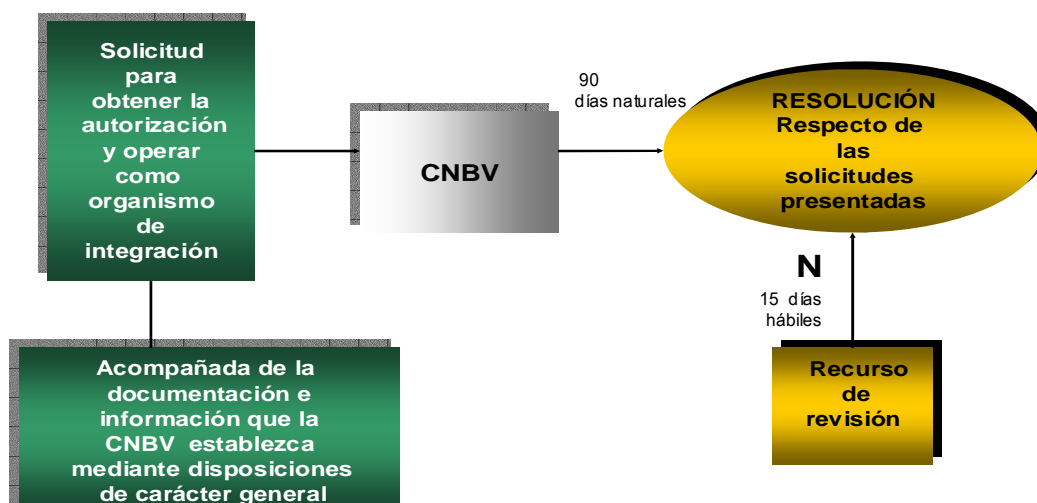 Solicitud
para
obtener la
autorización
y operar
como
organismo
de
integración
CNBV
90
días naturales
RESOLUCIÓN
Respecto de
las
solicitudes
presentadas
N
15 días
hábiles
Recurso
de
revisión
Acompañada de la
documentación e
información que la
CNBV establezca
mediante disposiciones
de carácter general